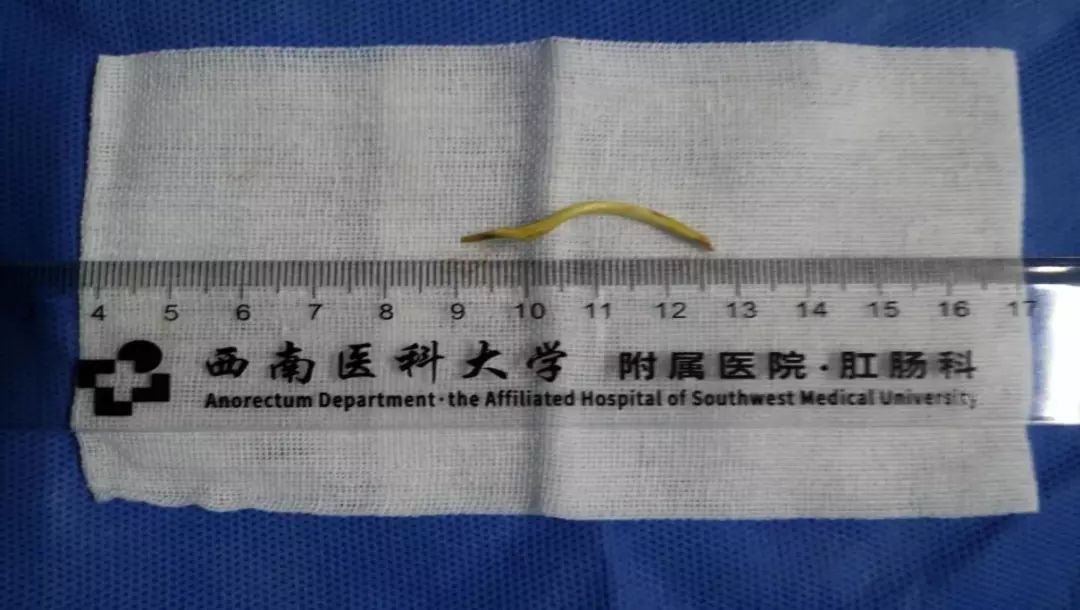 4 5 6 7 8 9 10 11 12 13 14 15 16 17
西南医科大学 附属医院·肛肠科
Anorectum Department·the Affiliated Hospital of Southwest Medical University